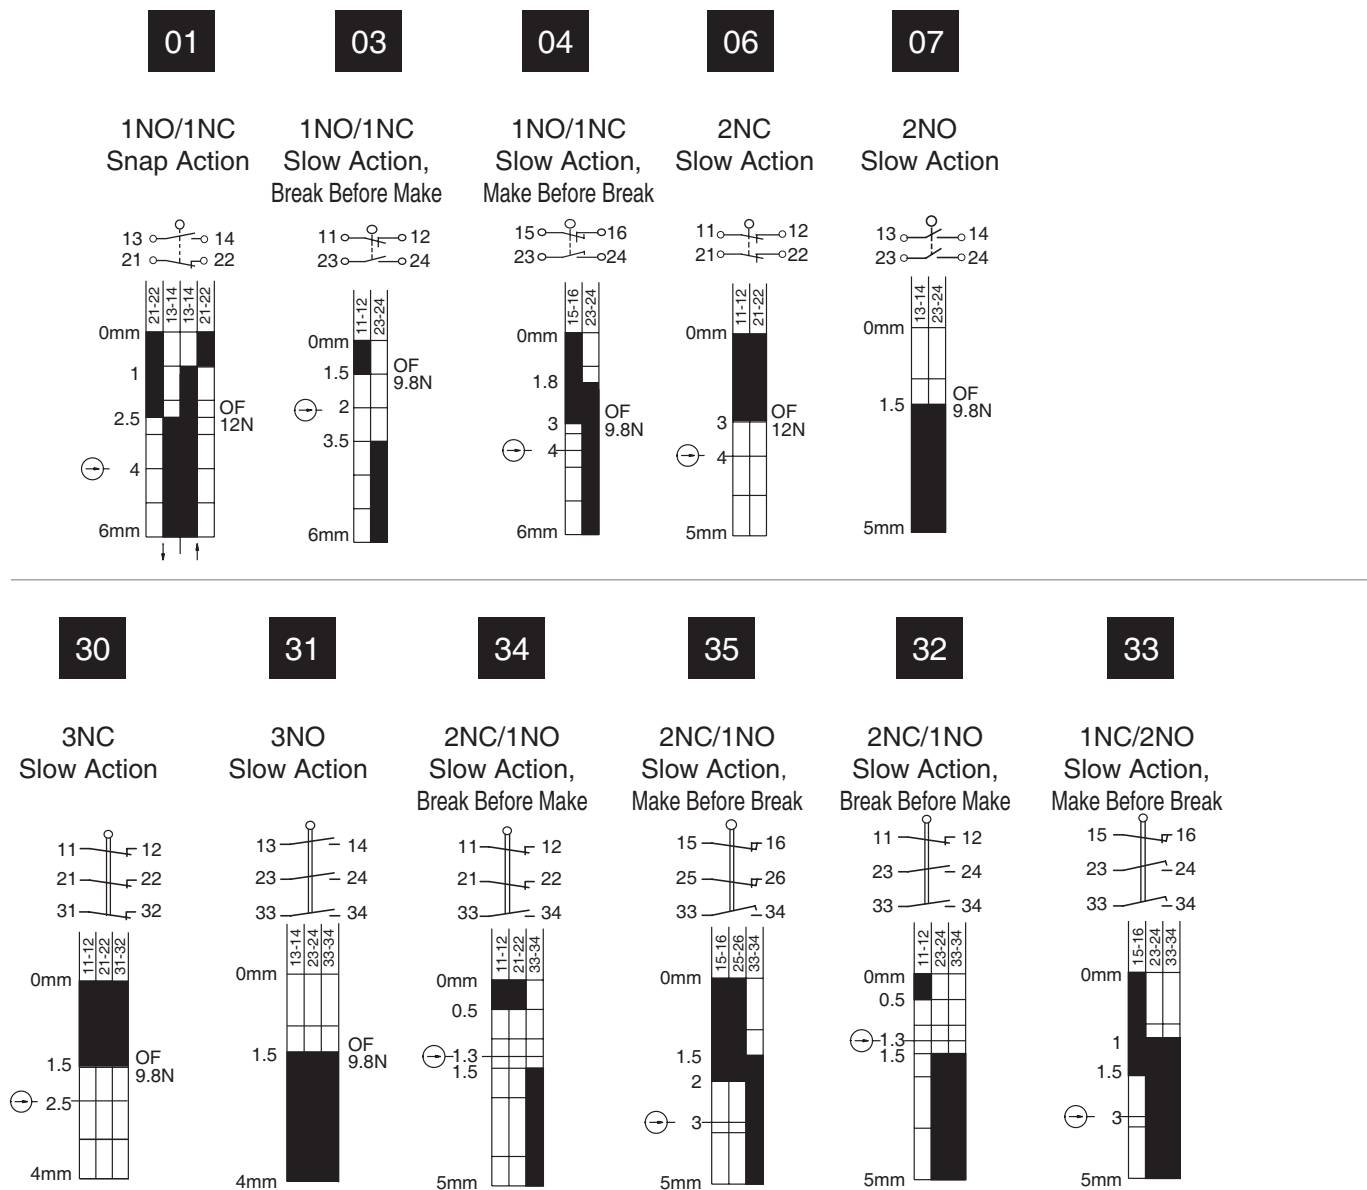 01 03 04 06 07
1NO/1NC 1NO/1NC 1NO/1NC 2NC 2NO
Snap Action Slow Action, Slow Action, Slow Action Slow Action
Break Before Make Make Before Break
13 14 11 12 15 16 11 12 13 14
21 22 23 24 23 24 21 22 23 24
21-22 13-14 13-14 21-22 11-12 23-24 15-16 23-24 11-12 21-22 13-14 23-24
0mm 0mm 0mm 0mm 0mm
1 1.5 OF 1.8 1.5 OF
9.8N 9.8N
2.5 OF 2 3 OF 3 OF
12N 9.8N 12N
4 3.5 4 4
6mm 6mm 6mm 5mm 5mm
30 31 34 35 32 33
3NC 3NO 2NC/1NO 2NC/1NO 2NC/1NO 1NC/2NO
Slow Action Slow Action Slow Action, Slow Action, Slow Action, Slow Action,
Break Before Make Make Before Break Break Before Make Make Before Break
11 12 13 14 11 12 15 16 11 12 15 16
21 22 23 24 21 22 25 26 23 24 23 24
31 32 33 34 33 34 33 34 33 34 33 34
11-12 21-22 31-32 13-14 23-24 33-34 11-12 21-22 33-34 15-16 25-26 33-34 11-12 23-24 33-34 15-16 23-24 33-34
0mm 0mm 0mm 0mm 0mm 0mm
0.5 0.5
1.5 OF 1.5 OF 1.3 1.5 1.3 1
9.8N 9.8N
2.5 1.5 2 1.5 1.5
3 3
4mm 4mm 5mm 5mm 5mm 5mm